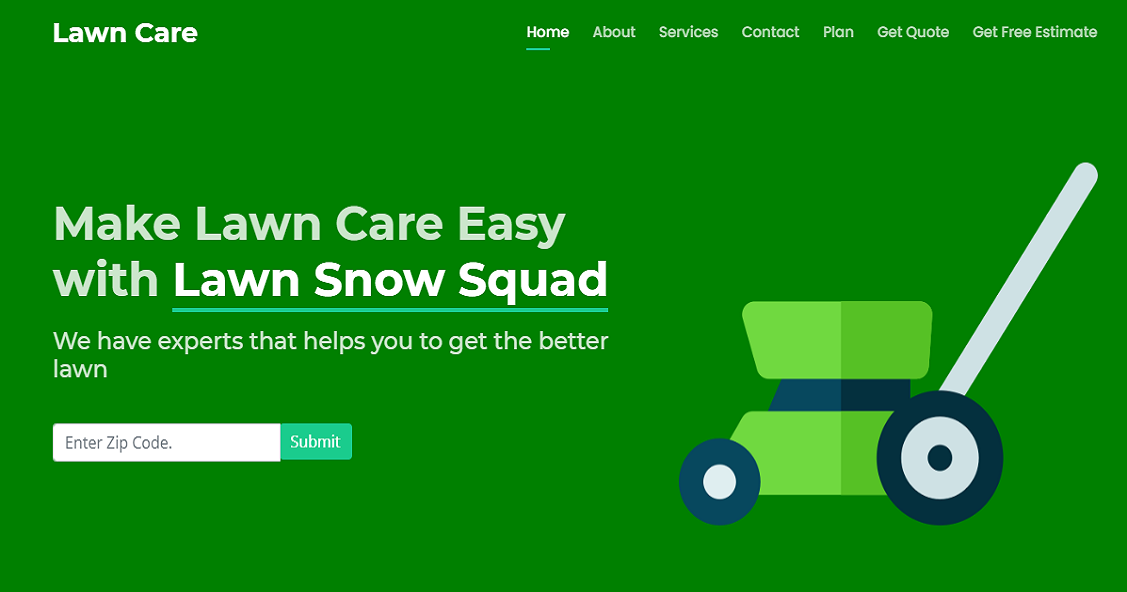 Lawn Care
Home About Services Contact Plan Get Quote Get Free Estimate
Make Lawn Care Easy
with Lawn Snow Squad
We have experts that helps you to get the better
lawn
Enter Zip Code. Submit